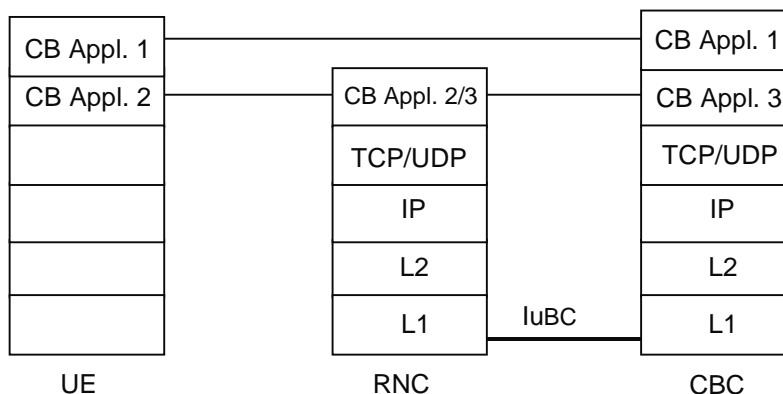 CB Appl. 1
CB Appl. 1
CB Appl. 2
CB Appl. 2/3
CB Appl. 3
TCP/UDP
TCP/UDP
IP
IP
L2
L2
L1
IuBC
L1
UE
RNC
CBC